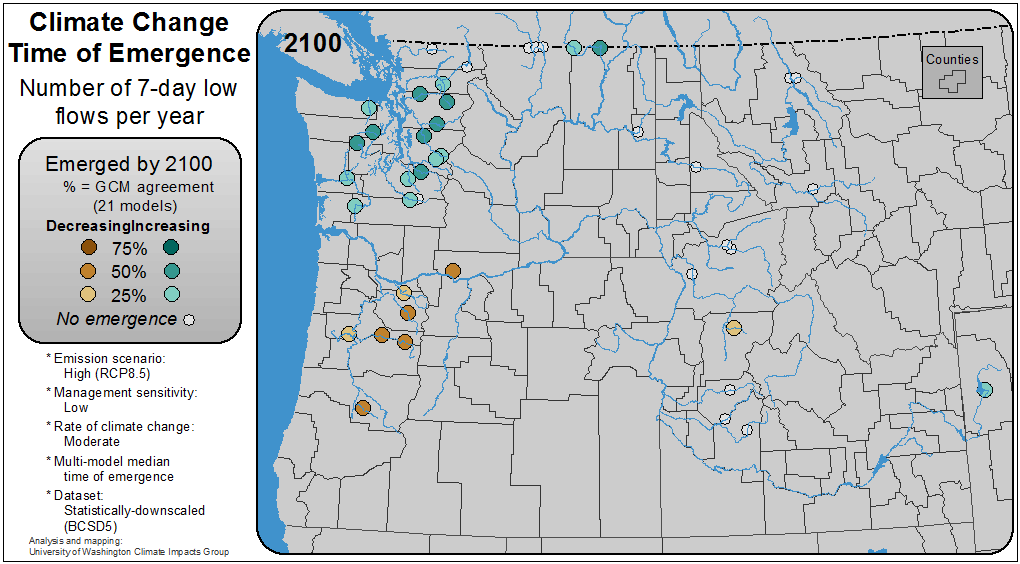 Climate Change
Time of Emergence
Number of 7-day low
flows per year
Emerged by 2100
% = GCM agreement
(21 models)
DecreasingIncreasing
75%
50%
25%
No emergence
* Emission scenario:
High (RCP8.5)
* Management sensitivity:
Low
* Rate of climate change:
Moderate
* Multi-model median
time of emergence
* Dataset:
Statistically-downscaled
(BCSD5)
Analysis and mapping:
University of Washington Climate Impacts Group
2100
Counties